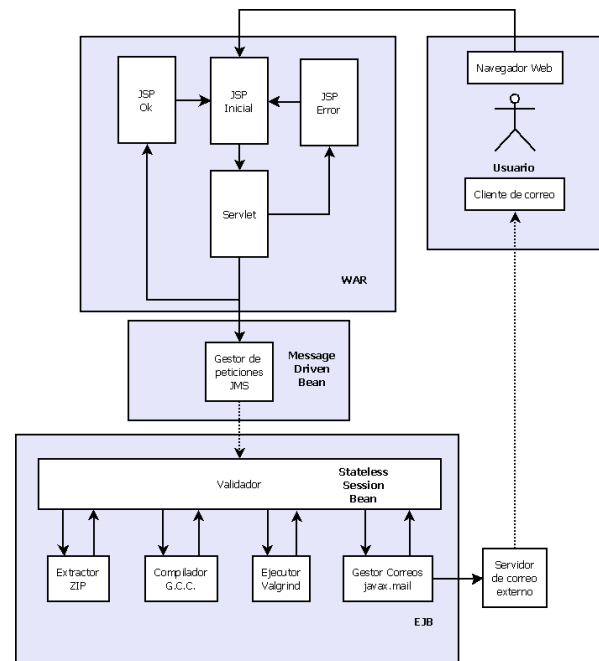 Navegador Web
JSP
Ok
JSP
Inicial
JSP
Error
Usuario
Cliente de correo
Servlet
WAR
Gestor de
peticiones
JMS
Message
Driven
Bean
Validador
Stateless
Session
Bean
Extractor
ZIP
Compilador
G.C.C.
Ejecutor
Valgrind
Gestor Correos
javax.mail
Servidor
de correo
externo
EJB